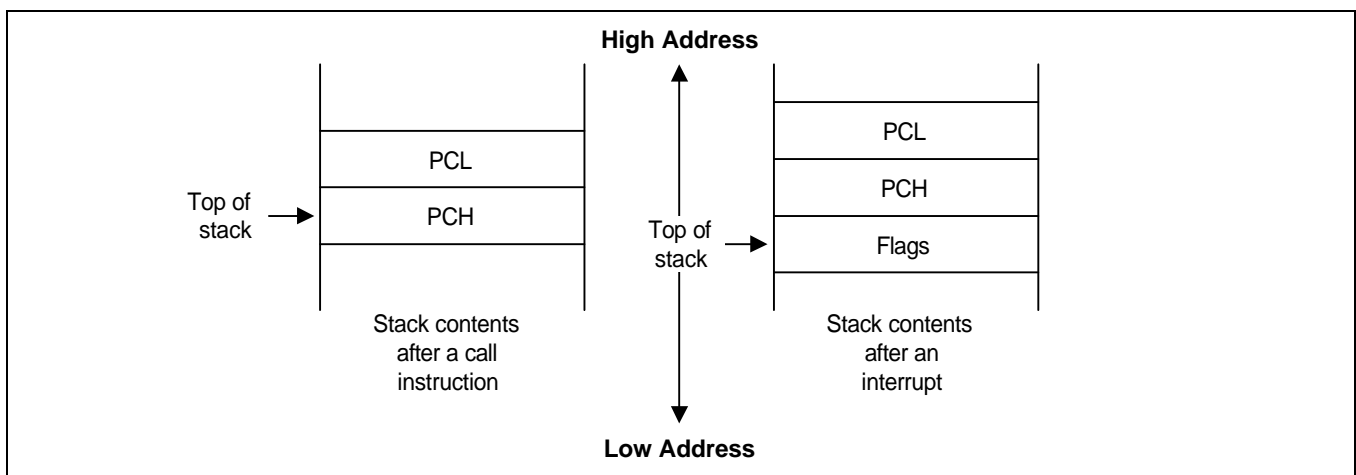 High Address
PCL
PCH
Top of
stack
Stack contents
after a call
instruction
Top of
stack
PCL
PCH
Flags
Stack contents
after an
interrupt
Low Address